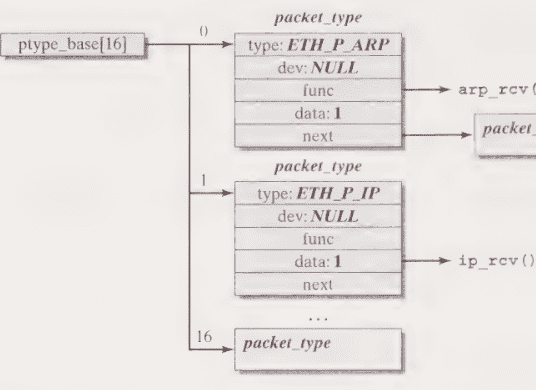 packet_type
ptype_base[16]
()
type: ETH_P_ARP
dev: NULL
func
arp_rcv(
data: 1
next
packet_
packet_type
1
type: ETH_P_IP
dev: NULL
func
data: 1
ip_rcv()
next
...
16
packet_type